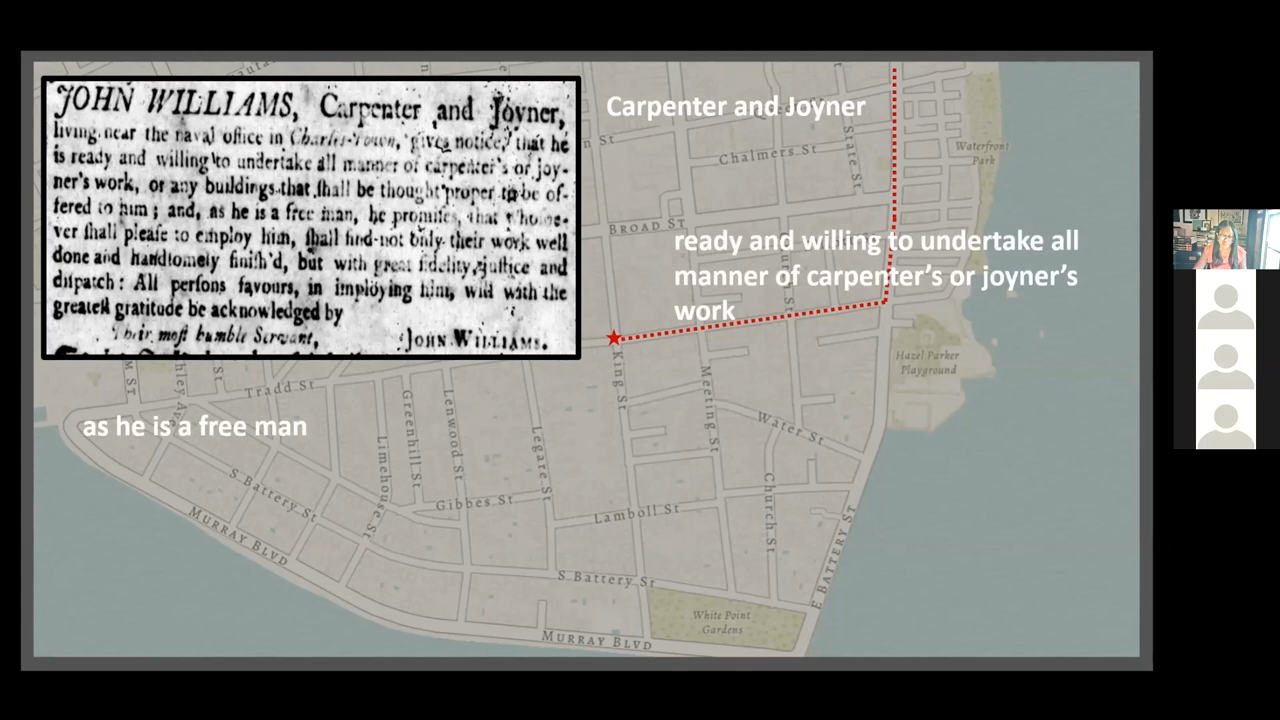 JOHN WILLIAMS, Carpenter and Joyner,
living near the naval office in Charles-Town, gives notice, that he
is ready and willing to undertake all manner of carpenter's or joy-
ner's work, or any buildings that shall be thought proper to be of-
fered to him; and, as he is a free man, he promises, that whoso-
ver shall please to employ him, shall find not only their work well
done and handsomely finish'd, but with great fidelity, justice and
dispatch: All persons favours, in imploying him, will with the
greatest gratitude be acknowledged by
Their most humble Servant,
JOHN WILLIAMS.
Carpenter and Joyner
St
Chalmers St
State St
Waterfront
Park
BROAD ST
ready and willing to undertake all
manner of carpenter's or joyner's
work
Hazel Parker
Playground
King St
Meeting St
Water St
Tradd St
as he is a free man
Greenhill St
Lenwood St
Limehouse St
Legare St
S Battery St
Gibbes St
Lamboll St
Church St
MURRAY BLVD
E BATTERY ST
S Battery St
White Point
Gardens
MURRAY BLVD